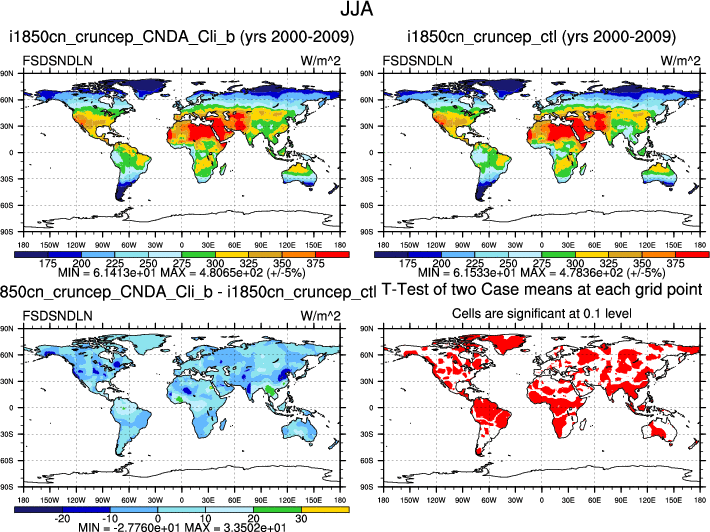 JJA
i1850cn_cruncep_CNDA_Cli_b (yrs 2000-2009)
FSDSNDLN W/m^2
90N
60N
30N
0
30S
60S
90S
180 150W 120W 90W 60W 30W 0 30E 60E 90E 120E 150E 180
175 200 225 250 275 300 325 350 375
MIN = 6.1413e+01 MAX = 4.8065e+02 (+/-5%)
i1850cn_cruncep_ctl (yrs 2000-2009)
FSDSNDLN W/m^2
90N
60N
30N
0
30S
60S
90S
180 150W 120W 90W 60W 30W 0 30E 60E 90E 120E 150E 180
175 200 225 250 275 300 325 350 375
MIN = 6.1533e+01 MAX = 4.7836e+02 (+/-5%)
850cn_cruncep_CNDA_Cli_b - i1850cn_cruncep_ctl
FSDSNDLN W/m^2
90N
60N
30N
0
30S
60S
90S
180 150W 120W 90W 60W 30W 0 30E 60E 90E 120E 150E 180
-20 -10 0 10 20 30
MIN = -2.7760e+01 MAX = 3.3502e+01
T-Test of two Case means at each grid point
Cells are significant at 0.1 level
90N
60N
30N
0
30S
60S
90S
180 150W 120W 90W 60W 30W 0 30E 60E 90E 120E 150E 180